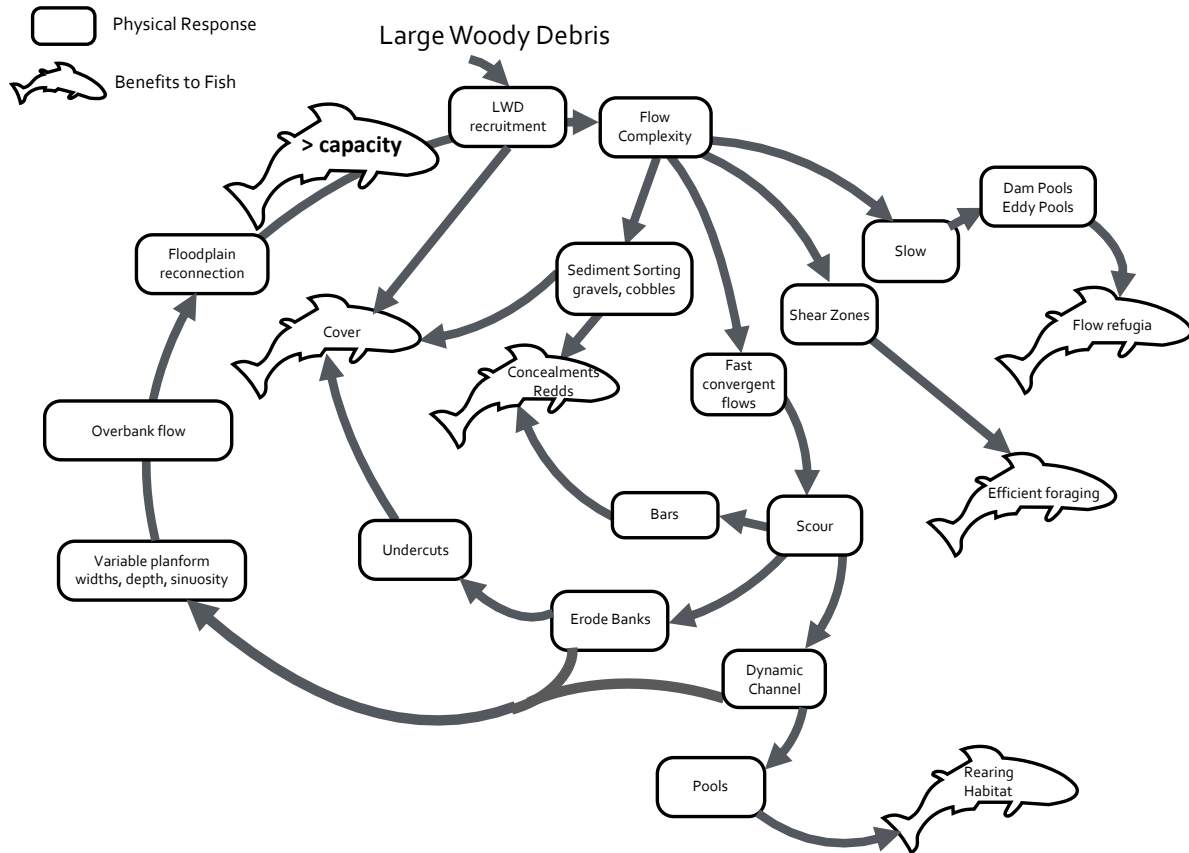 Physical Response
Benefits to Fish
Large Woody Debris
LWD
recruitment
Flow
Complexity
> capacity
Dam Pools
Eddy Pools
Slow
Floodplain
reconnection
Sediment Sorting
gravels, cobbles
Shear Zones
Flow refugia
Cover
Concealments
Redds
Fast
convergent
flows
Overbank flow
Efficient foraging
Bars
Scour
Undercuts
Variable planform
widths, depth, sinuosity
Erode Banks
Dynamic
Channel
Pools
Rearing
Habitat